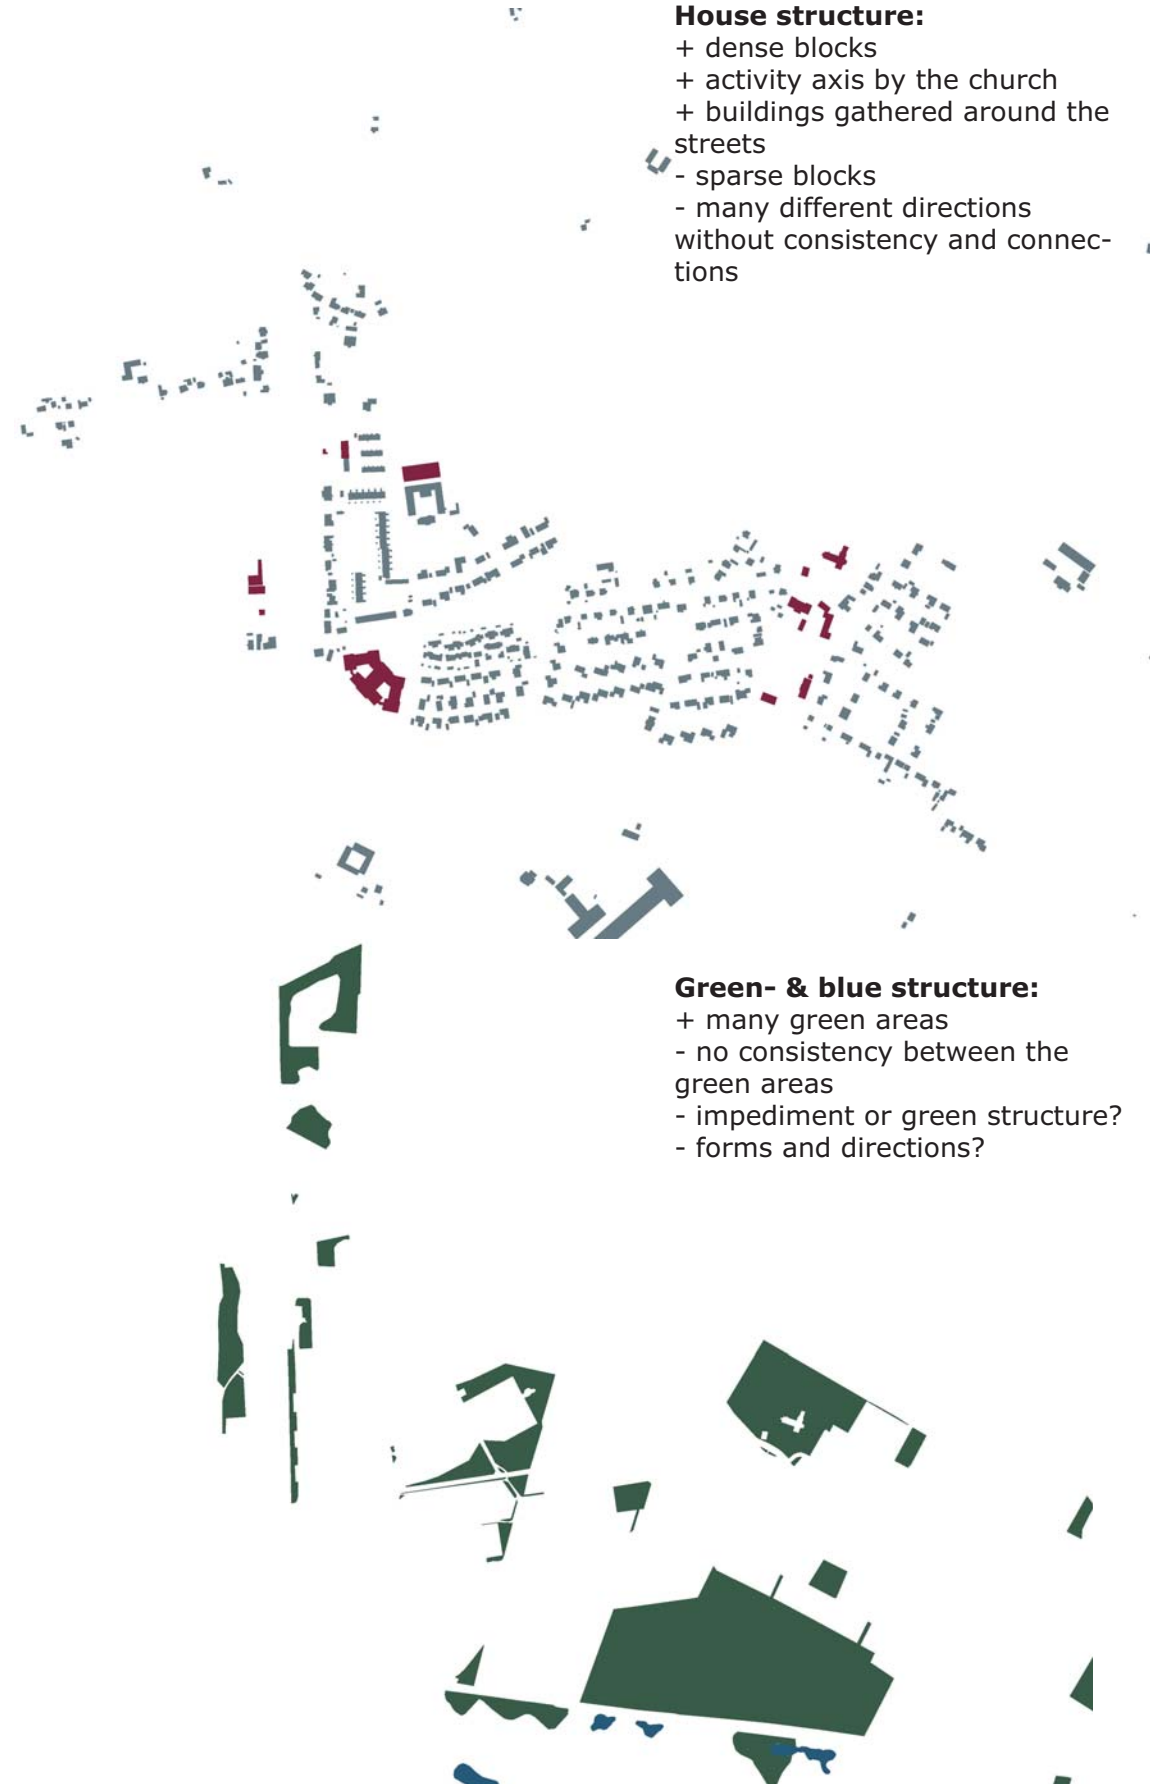 House structure:
+ dense blocks
+ activity axis by the church
+ buildings gathered around the
streets
- sparse blocks
- many different directions
without consistency and connec-
tions
Green- & blue structure:
+ many green areas
- no consistency between the
green areas
- impediment or green structure?
- forms and directions?